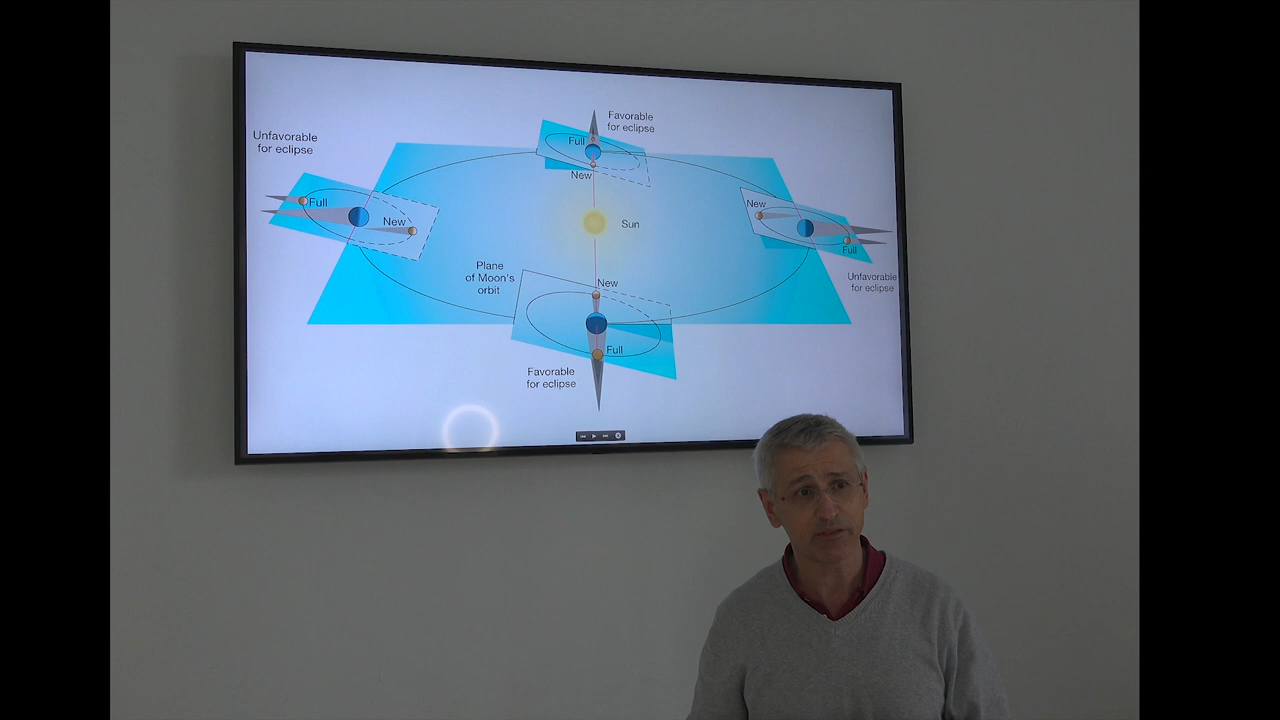 Favorable
for eclipse
Unfavorable
for eclipse
Full
New
Full
New
New
Full
Sun
Unfavorable
for eclipse
Plane
of Moon's
orbit
New
Full
Favorable
for eclipse